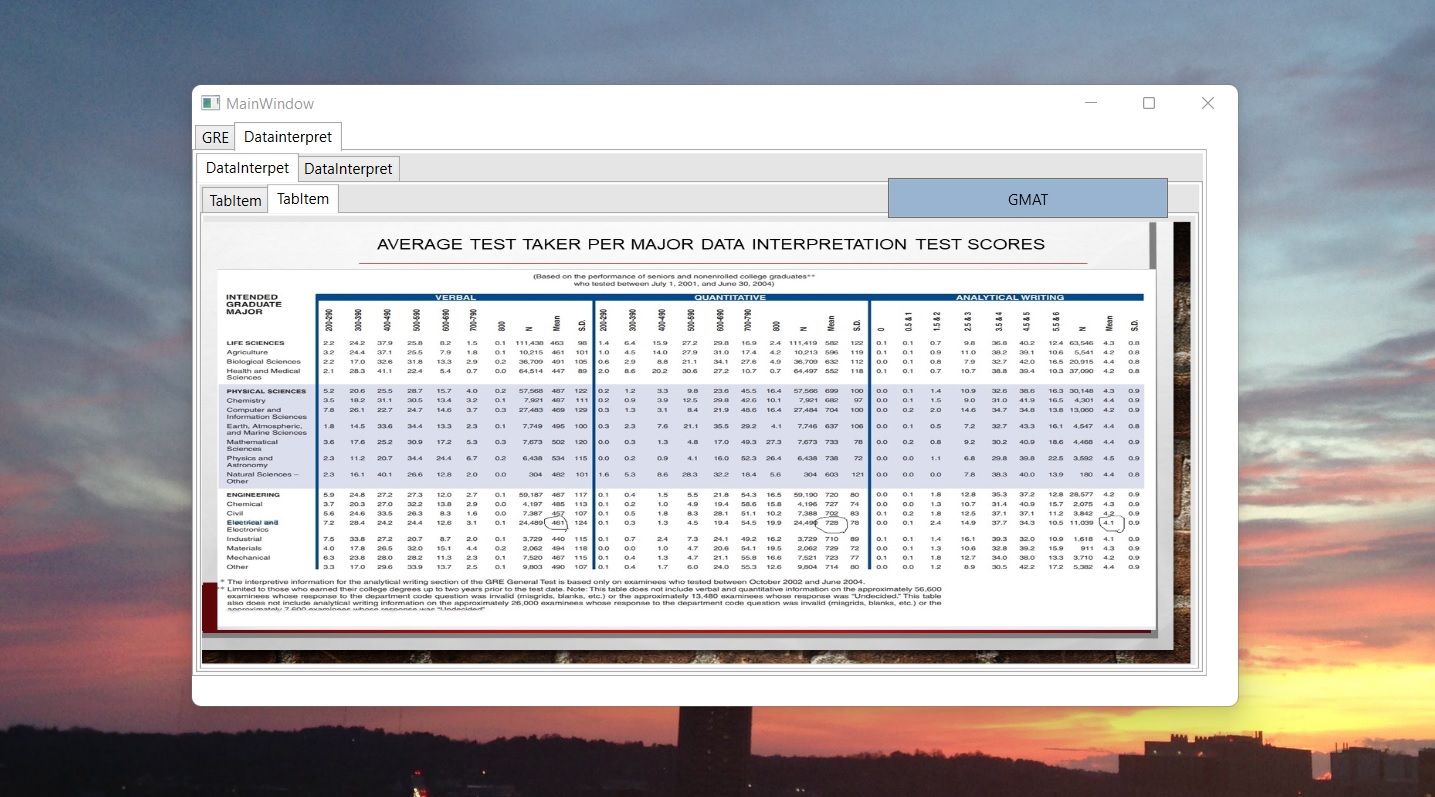 MainWindow
GRE Datainterpret
DataInterpet DataInterpret
TabItem TabItem GMAT
AVERAGE TEST TAKER PER MAJOR DATA INTERPRETATION TEST SCORES
(Based on the performance of seniors and nonenrolled college graduates**
who tested between July 1, 2001, and June 30, 2004)
INTENDED GRADUATE MAJOR VERBAL QUANTITATIVE ANALYTICAL WRITING
200-290 300-390 400-490 500-590 600-690 700-790 800 N Mean S.D. 200-290 300-390 400-490 500-590 600-690 700-790 800 N Mean S.D. 0 0.5 & 1 1.5 & 2 2.5 & 3 3.5 & 4 4.5 & 5 5.5 & 6 N Mean S.D.
LIFE SCIENCES 2.2 24.2 37.9 25.8 8.2 1.5 0.1 111,438 463 98 1.4 6.4 15.9 27.2 29.8 16.9 2.4 111,419 582 122 0.1 0.1 0.7 9.8 36.8 40.2 12.4 63,546 4.3 0.8
Agriculture 3.2 24.4 37.1 25.5 7.9 1.8 0.1 10,215 461 101 1.0 4.5 14.0 27.9 31.0 17.4 4.2 10,213 596 119 0.1 0.1 0.9 11.0 38.2 39.1 10.6 5,541 4.2 0.8
Biological Sciences 2.2 17.0 32.6 31.8 13.3 2.9 0.2 36,709 491 105 0.6 2.9 8.8 21.1 34.1 27.6 4.9 36,709 632 112 0.0 0.1 0.8 7.9 32.7 42.0 16.5 20,915 4.4 0.8
Health and Medical Sciences 2.1 28.3 41.1 22.4 5.4 0.7 0.0 64,514 447 89 2.0 8.6 20.2 30.6 27.2 10.7 0.7 64,497 552 118 0.1 0.1 0.7 10.7 38.8 39.4 10.3 37,090 4.2 0.8
PHYSICAL SCIENCES 5.2 20.6 25.5 28.7 15.7 4.0 0.2 57,568 487 122 0.2 1.2 3.3 9.8 23.6 45.5 16.4 57,566 699 100 0.0 0.1 1.4 10.9 32.6 38.6 16.3 30,148 4.3 0.9
Chemistry 3.5 18.2 31.1 30.5 13.4 3.2 0.1 7,921 487 111 0.2 0.9 3.9 12.5 29.8 42.6 10.1 7,921 682 97 0.0 0.1 1.4 9.0 31.0 41.9 16.5 4,301 4.4 0.9
Computer and Information Sciences 7.8 26.1 22.7 24.7 14.6 3.7 0.3 27,483 469 129 0.3 1.3 3.1 8.4 21.9 48.6 16.4 27,484 704 100 0.0 0.2 2.0 14.6 34.7 34.8 13.8 13,060 4.2 0.9
Earth, Atmospheric, and Marine Sciences 1.8 14.5 33.6 34.4 13.3 2.3 0.1 7,749 495 100 0.3 2.3 7.6 21.1 35.5 29.2 4.1 7,746 637 106 0.0 0.1 0.5 7.2 32.7 43.3 16.1 4,547 4.4 0.8
Mathematical Sciences 3.6 17.6 25.2 30.9 17.2 5.3 0.3 7,673 502 120 0.0 0.3 1.3 4.8 17.0 49.3 27.3 7,673 733 78 0.0 0.2 0.8 9.2 30.2 40.9 18.6 4,468 4.4 0.9
Physics and Astronomy 2.3 11.2 20.7 34.4 24.4 6.7 0.2 6,438 534 115 0.0 0.2 0.9 4.1 16.0 52.3 26.4 6,438 738 72 0.0 0.0 1.1 6.8 29.8 39.8 22.5 3,592 4.5 0.9
Natural Sciences – Other 2.3 16.1 40.1 26.6 12.8 2.0 0.0 304 482 101 1.6 5.3 8.6 28.3 32.2 18.4 5.6 304 603 121 0.0 0.0 0.0 7.8 38.3 40.0 13.9 180 4.4 0.8
ENGINEERING 5.9 24.8 27.2 27.3 12.0 2.7 0.1 59,187 467 117 0.1 0.4 1.5 5.5 21.8 54.3 16.5 59,190 720 80 0.0 0.1 1.8 12.8 35.3 37.2 12.8 28,577 4.2 0.9
Chemical 3.7 20.3 27.0 32.2 13.8 2.9 0.1 4,197 485 113 0.1 0.2 1.0 4.9 19.4 58.6 15.8 4,196 727 74 0.0 0.1 1.4 9.6 34.0 39.2 15.7 2,075 4.3 0.9
Civil 5.6 24.6 33.5 26.3 8.3 1.6 0.0 7,387 457 107 0.1 0.5 1.8 8.3 28.1 51.1 10.2 7,388 702 83 0.1 0.2 1.8 12.5 37.1 37.1 11.2 3,842 4.2 0.9
Electrical and Electronics 7.2 28.4 24.2 24.4 12.6 3.1 0.1 24,489 461 124 0.1 0.3 1.3 4.5 19.4 54.5 19.9 24,490 728 78 0.0 0.1 2.4 14.9 37.7 34.3 10.5 11,039 4.1 0.9
Industrial 7.5 33.8 27.2 20.7 8.7 2.0 0.1 3,729 440 115 0.1 0.7 2.4 7.3 24.1 49.2 16.2 3,729 710 89 0.1 0.1 1.4 16.1 39.3 32.0 10.9 1,618 4.1 0.9
Materials 4.0 17.8 26.5 32.0 15.1 4.4 0.2 2,062 494 118 0.0 0.0 1.0 4.7 20.6 54.1 19.5 2,062 729 72 0.0 0.1 1.3 10.6 32.8 39.2 15.9 911 4.3 0.9
Mechanical 6.3 23.8 28.0 28.2 11.3 2.3 0.1 7,520 467 115 0.1 0.4 1.3 4.7 21.1 55.8 16.6 7,521 723 77 0.1 0.1 1.8 12.7 34.0 38.0 13.3 3,710 4.2 0.9
Other 3.3 17.0 29.6 33.9 13.7 2.5 0.1 9,803 490 107 0.1 0.4 1.7 6.0 24.0 55.3 12.6 9,804 714 80 0.0 0.0 1.2 8.9 30.5 42.2 17.2 5,382 4.4 0.9
* The interpretive information for the analytical writing section of the GRE General Test is based only on examinees who tested between October 2002 and June 2004.
** Limited to those who earned their college degrees up to two years prior to the test date. Note: This table does not include verbal and quantitative information on the approximately 56,600
examinees whose response to the department code question was invalid (misgrids, blanks, etc.) or the approximately 13,480 examinees whose response was "Undecided." This table
also does not include analytical writing information on the approximately 26,000 examinees whose response to the department code question was invalid (misgrids, blanks, etc.) or the
approximately 7,600 examinees whose response was "Undecided"